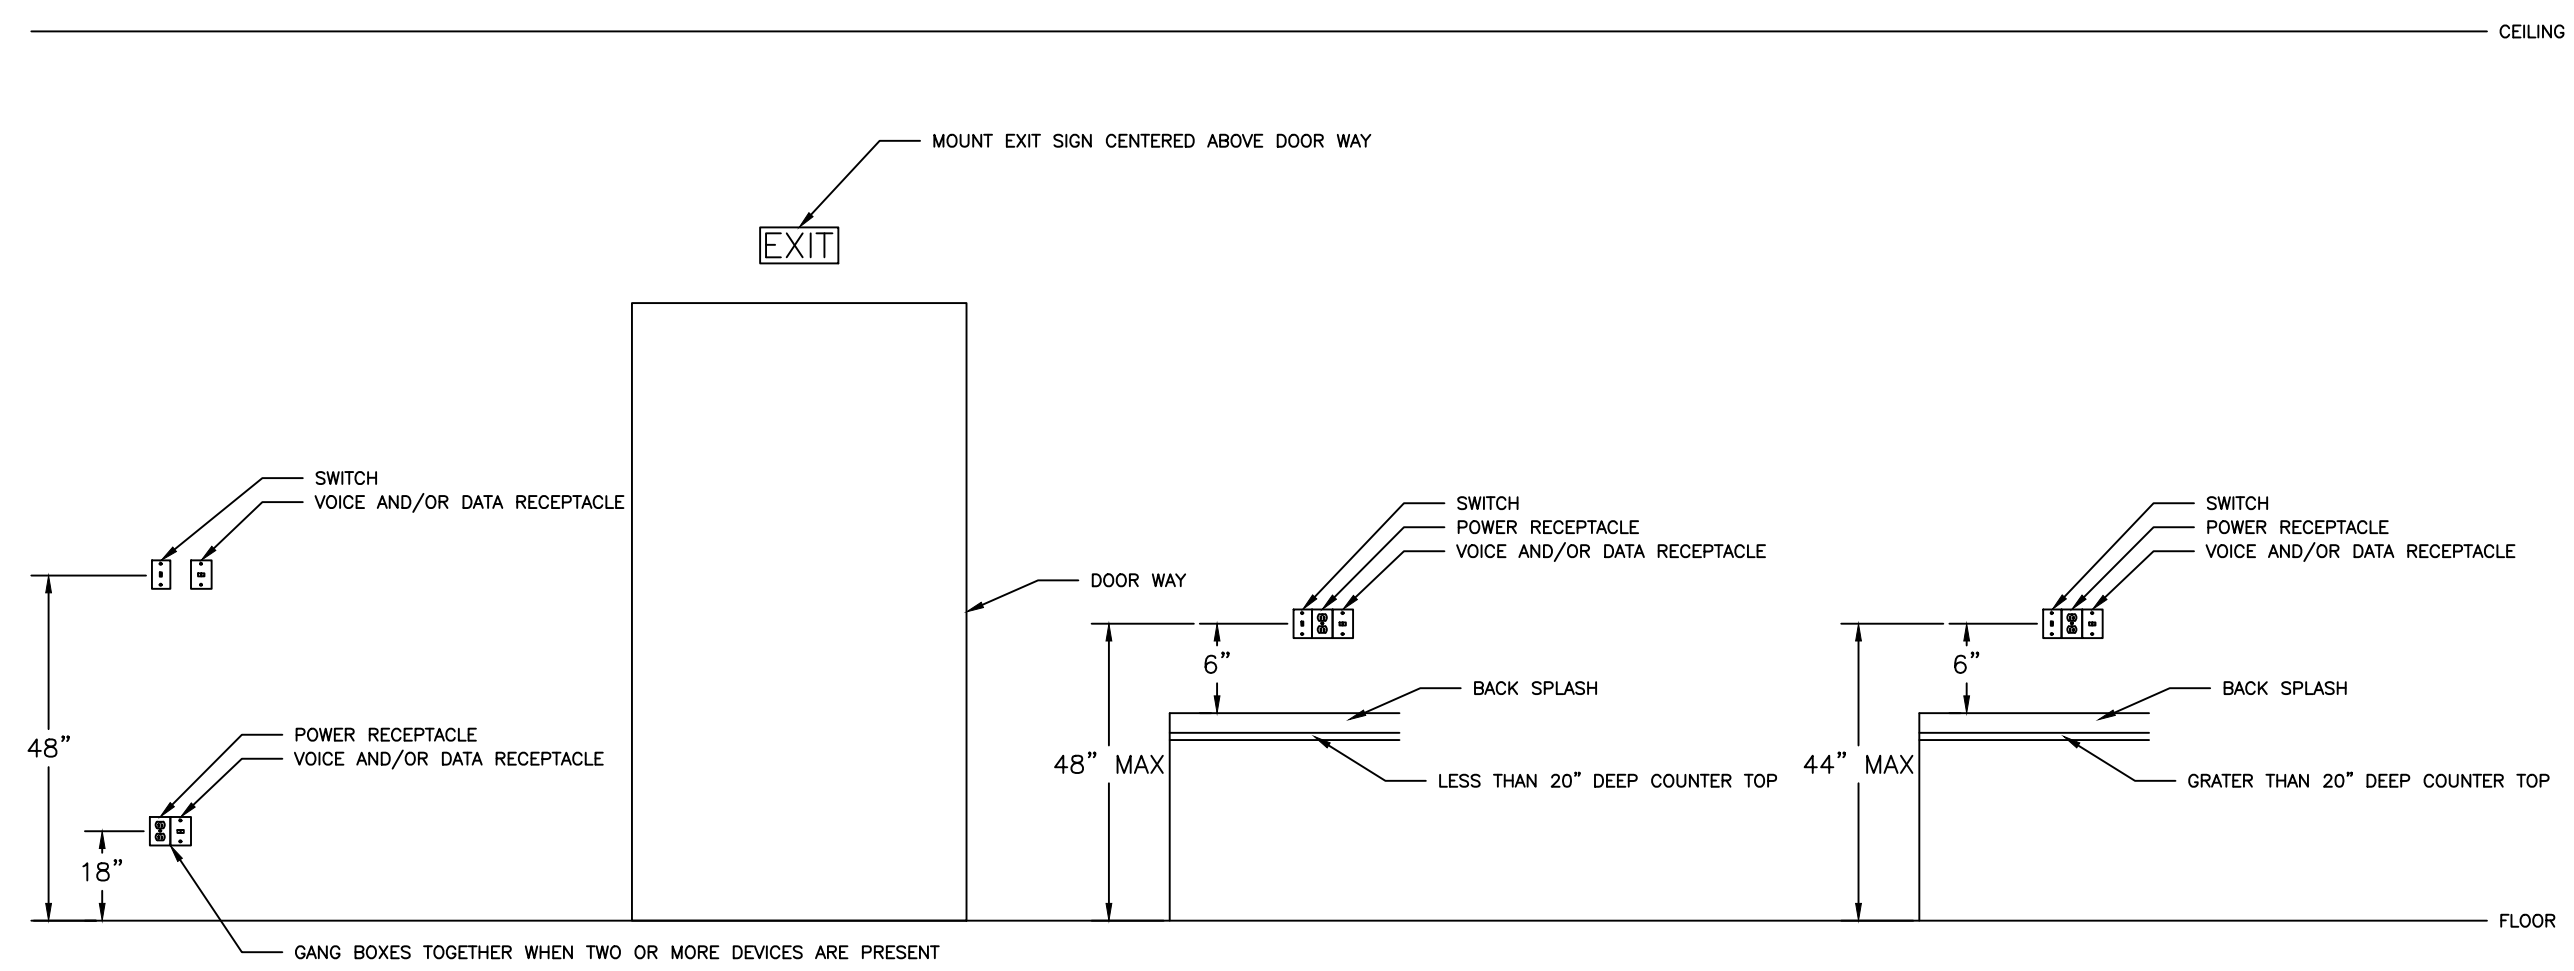 CEILING
MOUNT EXIT SIGN CENTERED ABOVE DOOR WAY
EXIT
SWITCH
VOICE AND/OR DATA RECEPTACLE
48”
POWER RECEPTACLE
VOICE AND/OR DATA RECEPTACLE
18”
GANG BOXES TOGETHER WHEN TWO OR MORE DEVICES ARE PRESENT
DOOR WAY
SWITCH
POWER RECEPTACLE
VOICE AND/OR DATA RECEPTACLE
6”
BACK SPLASH
48” MAX
LESS THAN 20” DEEP COUNTER TOP
SWITCH
POWER RECEPTACLE
VOICE AND/OR DATA RECEPTACLE
6”
BACK SPLASH
44” MAX
GRATER THAN 20” DEEP COUNTER TOP
FLOOR